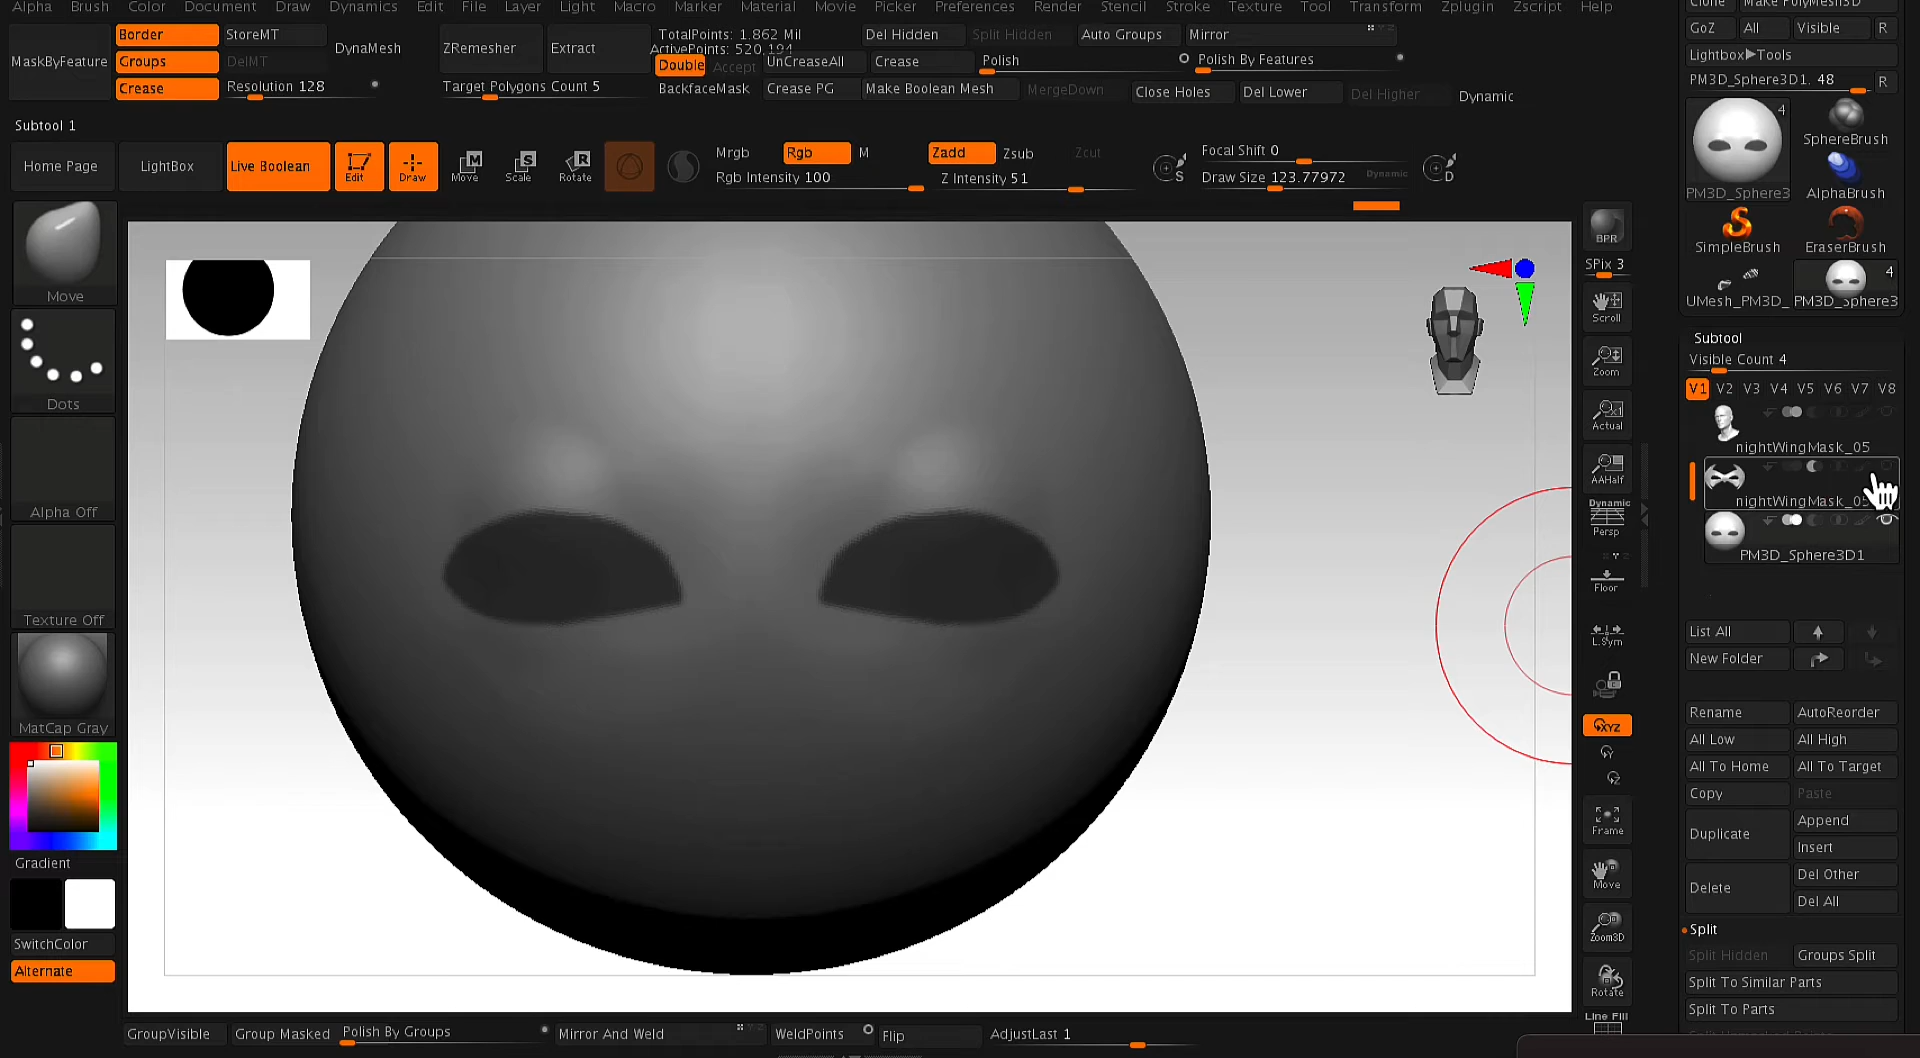 Alpha Brush Color Document Draw Dynamics Edit File Layer Light Macro Marker Material Movie Picker Preferences Render Stencil Stroke Texture Tool Transform Zplugin Zscript Help
MaskByFeature
Border
Groups
Crease
StoreMT
DelMT
Resolution 128
DynaMesh
ZRemesher
Target Polygons Count 5
Extract
TotalPoints: 1.862 Mil
ActivePoints: 520,194
Double
Accept
BackfaceMask
Del Hidden
Split Hidden
UnCreaseAll
Crease
Crease PG
Make Boolean Mesh
Auto Groups
Mirror
Polish
Polish By Features
MergeDown
Close Holes
Del Lower
Del Higher
Dynamic
Subtool 1
Home Page
LightBox
Live Boolean
Edit
Draw
Move
Scale
Rotate
Mrgb
Rgb
M
Rgb Intensity 100
Zadd
Zsub
Zcut
Z Intensity 51
S
Focal Shift 0
Draw Size 123.77972
Dynamic
D
Move
Dots
Alpha Off
Texture Off
MatCap Gray
Gradient
SwitchColor
Alternate
BPR
SPix 3
Scroll
Zoom
Actual
AAHalf
Dynamic
Persp
Floor
L.Sym
XYZ
Y
Z
Frame
Move
Zoom3D
Rotate
Line Fill
Clone
Make PolyMesh3D
GoZ
All
Visible
R
Lightbox▶Tools
PM3D_Sphere3D1. 48
R
4
PM3D_Sphere3
SphereBrush
AlphaBrush
SimpleBrush
EraserBrush
UMesh_PM3D_
4
PM3D_Sphere3
Subtool
Visible Count 4
V1 V2 V3 V4 V5 V6 V7 V8
nightWingMask_05
nightWingMask_05
PM3D_Sphere3D1
List All
New Folder
Rename
AutoReorder
All Low
All High
All To Home
All To Target
Copy
Paste
Duplicate
Append
Insert
Delete
Del Other
Del All
Split
Split Hidden
Groups Split
Split To Similar Parts
Split To Parts
GroupVisible
Group Masked
Polish By Groups
Mirror And Weld
WeldPoints
Flip
AdjustLast 1